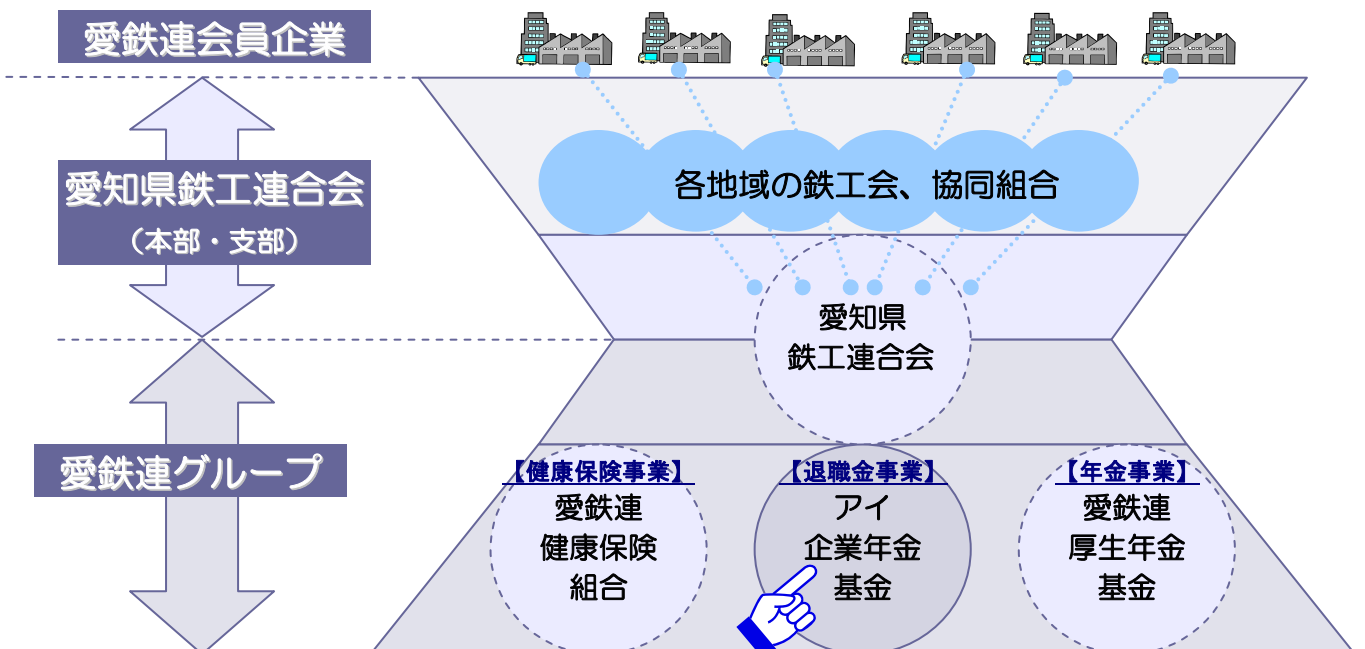 愛鉄連会員企業
各地域の鉄工会、協同組合
愛知県鉄工連合会
（本部・支部）
愛知県
鉄工連合会
愛鉄連グループ
【健康保険事業】
愛鉄連
健康保険
組合
【退職金事業】
アイ
企業年金
基金
【年金事業】
愛鉄連
厚生年金
基金